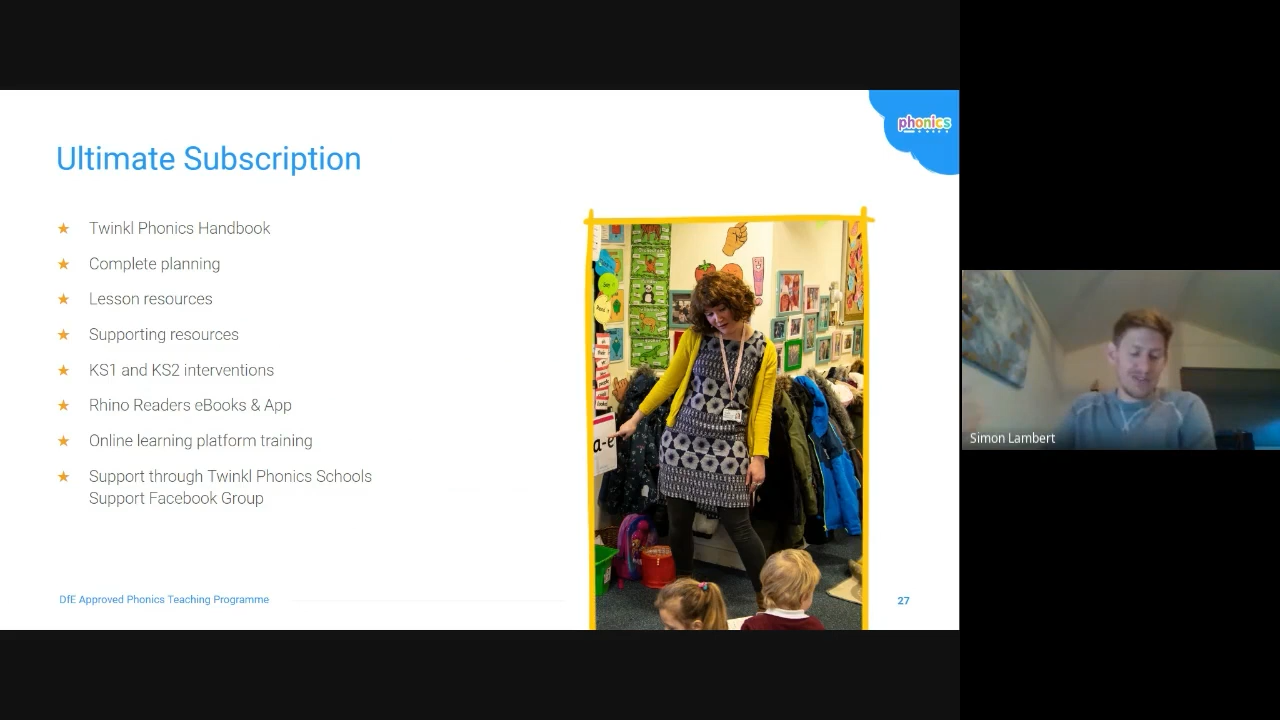 phonics
Ultimate Subscription
Twinkl Phonics Handbook
Complete planning
Lesson resources
Supporting resources
KS1 and KS2 interventions
Rhino Readers eBooks & App
Online learning platform training
Support through Twinkl Phonics Schools
Support Facebook Group
a-e
DfE Approved Phonics Teaching Programme
27
Simon Lambert